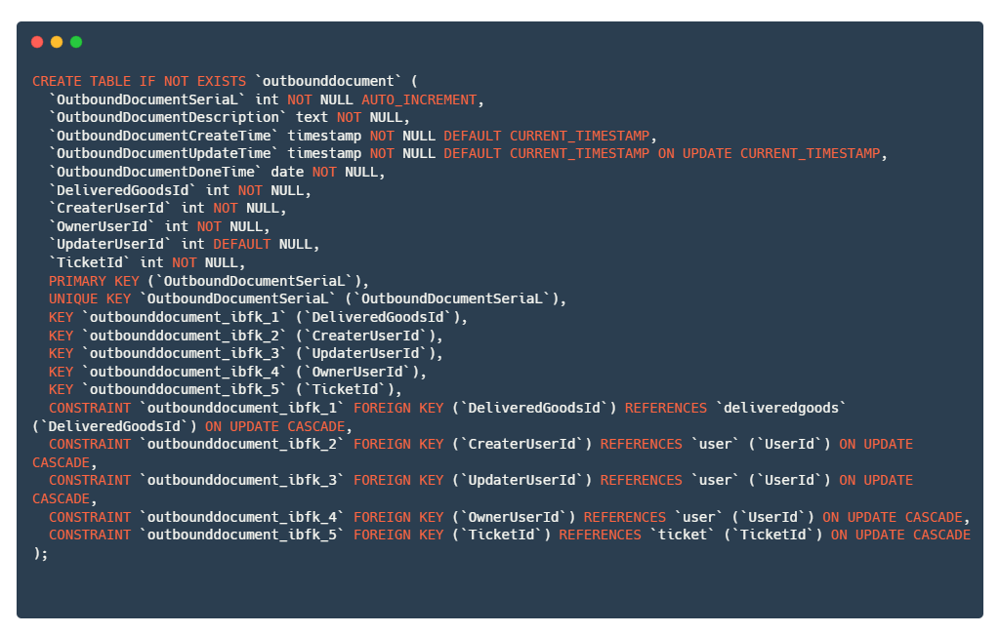 CREATE TABLE IF NOT EXISTS `outbounddocument` (
  `OutboundDocumentSeriaL` int NOT NULL AUTO_INCREMENT,
  `OutboundDocumentDescription` text NOT NULL,
  `OutboundDocumentCreateTime` timestamp NOT NULL DEFAULT CURRENT_TIMESTAMP,
  `OutboundDocumentUpdateTime` timestamp NOT NULL DEFAULT CURRENT_TIMESTAMP ON UPDATE CURRENT_TIMESTAMP,
  `OutboundDocumentDoneTime` date NOT NULL,
  `DeliveredGoodsId` int NOT NULL,
  `CreaterUserId` int NOT NULL,
  `OwnerUserId` int NOT NULL,
  `UpdaterUserId` int DEFAULT NULL,
  `TicketId` int NOT NULL,
  PRIMARY KEY (`OutboundDocumentSeriaL`),
  UNIQUE KEY `OutboundDocumentSeriaL` (`OutboundDocumentSeriaL`),
  KEY `outbounddocument_ibfk_1` (`DeliveredGoodsId`),
  KEY `outbounddocument_ibfk_2` (`CreaterUserId`),
  KEY `outbounddocument_ibfk_3` (`UpdaterUserId`),
  KEY `outbounddocument_ibfk_4` (`OwnerUserId`),
  KEY `outbounddocument_ibfk_5` (`TicketId`),
  CONSTRAINT `outbounddocument_ibfk_1` FOREIGN KEY (`DeliveredGoodsId`) REFERENCES `deliveredgoods`
(`DeliveredGoodsId`) ON UPDATE CASCADE,
  CONSTRAINT `outbounddocument_ibfk_2` FOREIGN KEY (`CreaterUserId`) REFERENCES `user` (`UserId`) ON UPDATE
CASCADE,
  CONSTRAINT `outbounddocument_ibfk_3` FOREIGN KEY (`UpdaterUserId`) REFERENCES `user` (`UserId`) ON UPDATE
CASCADE,
  CONSTRAINT `outbounddocument_ibfk_4` FOREIGN KEY (`OwnerUserId`) REFERENCES `user` (`UserId`) ON UPDATE CASCADE,
  CONSTRAINT `outbounddocument_ibfk_5` FOREIGN KEY (`TicketId`) REFERENCES `ticket` (`TicketId`) ON UPDATE CASCADE
);